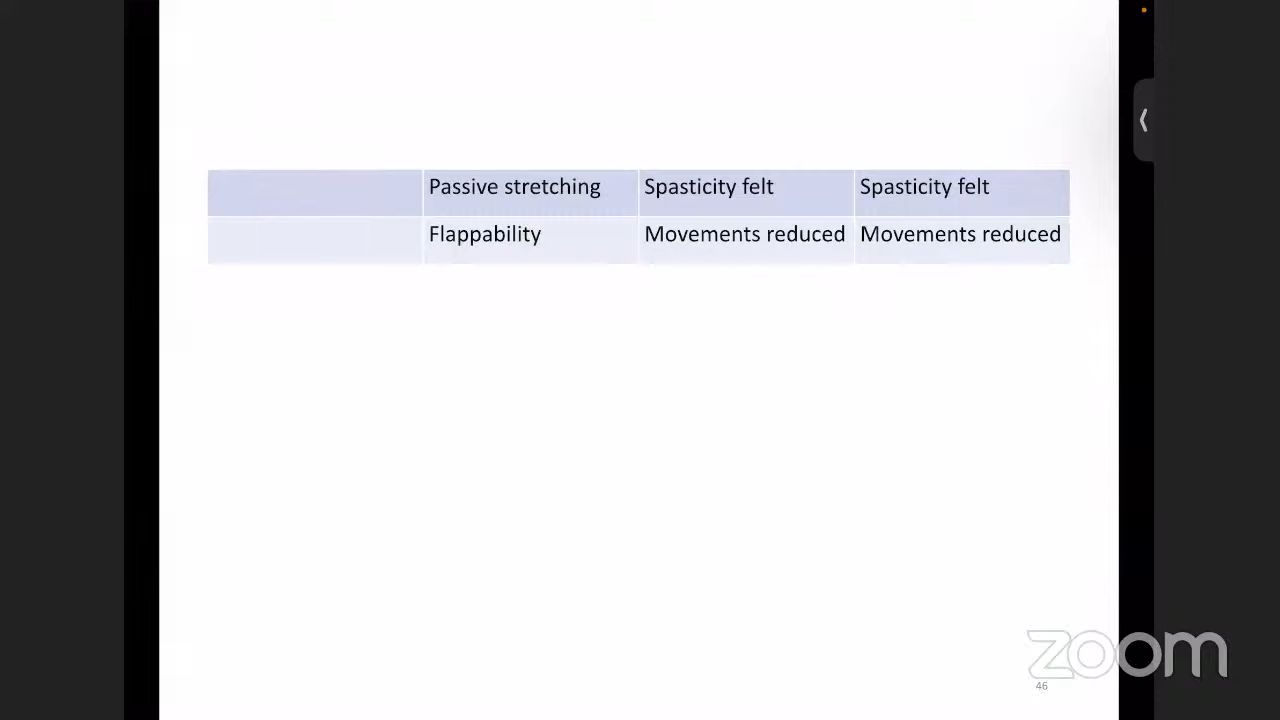 Passive stretching Spasticity felt Spasticity felt
Flappability Movements reduced Movements reduced
zoom
46